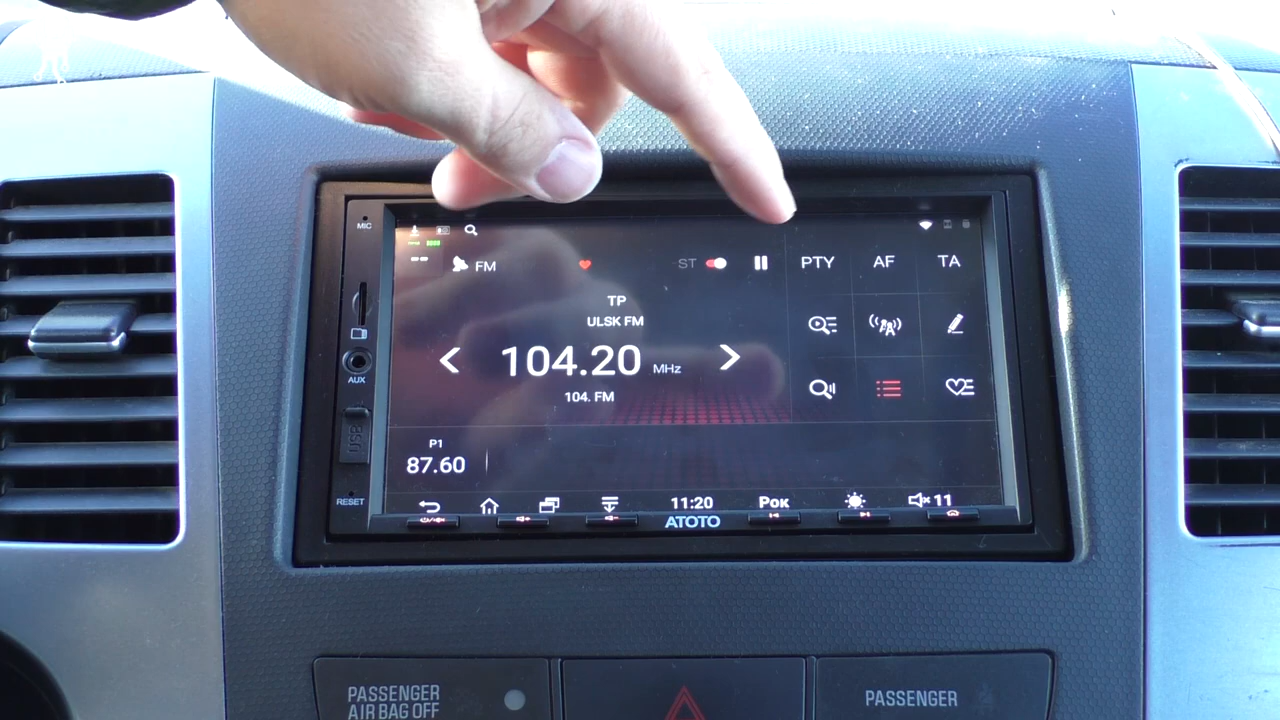 MIC
FM
ST
PTY
AF
TA
TP
ULSK FM
104.20 MHz
104. FM
AUX
USB
P1
87.60
RESET
11:20
Рок
11
ATOTO
PASSENGER
AIR BAG OFF
PASSENGER